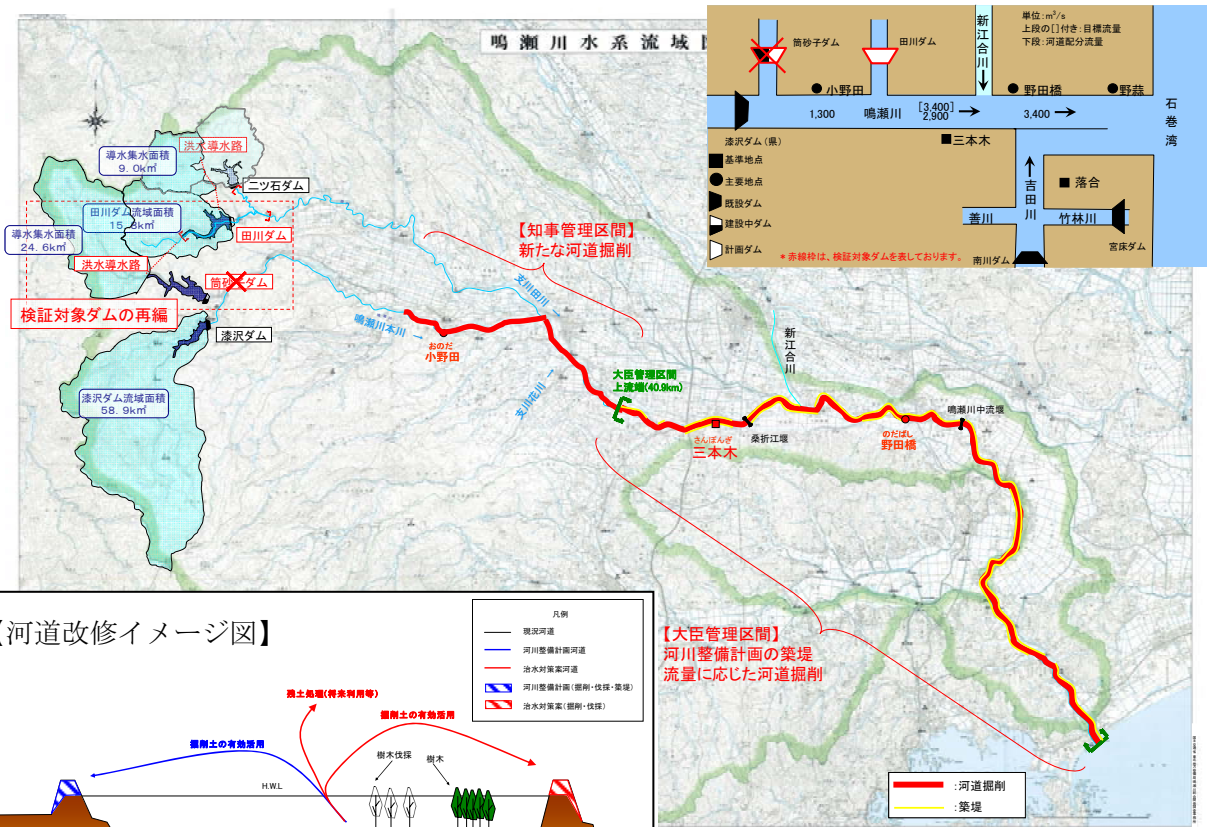 鳴瀬川水系流域
洪水導水路
導水集水面積
9.0k㎡
二ツ石ダム
田川ダム流域面積
田川ダム
導水集水面積
24.6k㎡
洪水導水路
筒砂子ダム
検証対象ダムの再編
漆沢ダム
漆沢ダム流域面積
58.9k㎡
【知事管理区間】
新たな河道掘削
支川田川
鳴瀬川本川
おのだ
小野田
支川花川
大臣管理区間
上流端(40.9km)
さんぼんぎ
三本木
桑折江堰
新江合川
のだばし
野田橋
鳴瀬川中流堰
【大臣管理区間】
河川整備計画の築堤
流量に応じた河道掘削
:河道掘削
:築堤
筒砂子ダム
田川ダム
新江合川
単位:m³/s
上段の[]付き:目標流量
下段:河道配分流量
小野田
野田橋
野蒜
1,300
鳴瀬川
[3,400]
2,900
3,400
石巻湾
漆沢ダム(県)
三本木
基準地点
主要地点
既設ダム
建設中ダム
計画ダム
吉田川
落合
善川
竹林川
宮床ダム
南川ダム
*赤線枠は、検証対象ダムを表しております。
【河道改修イメージ図】
凡例
現況河道
河川整備計画河道
治水対策案河道
河川整備計画(掘削・伐採・築堤)
治水対策案(掘削・伐採)
残土処理(将来利用等)
掘削土の有効活用
掘削土の有効活用
H.W.L
樹木伐採
樹木